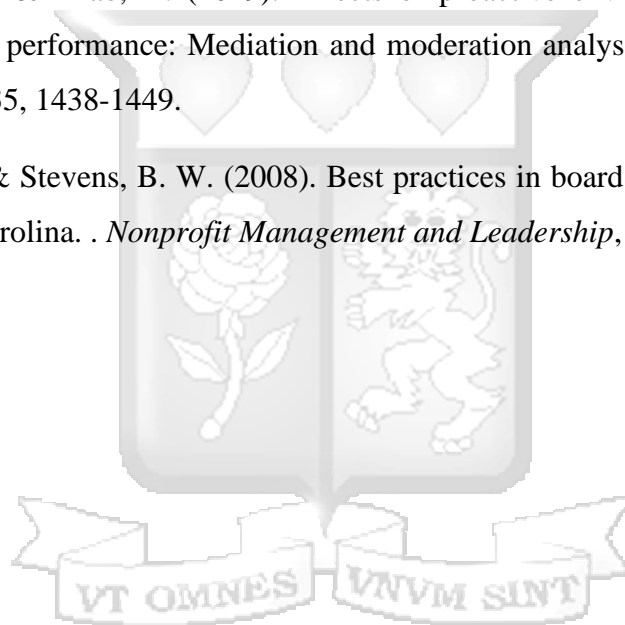 performance: Mediation and moderation analys
35, 1438-1449.
& Stevens, B. W. (2008). Best practices in board
rolina. . Nonprofit Management and Leadership,
VT OMNES VNVM SINT